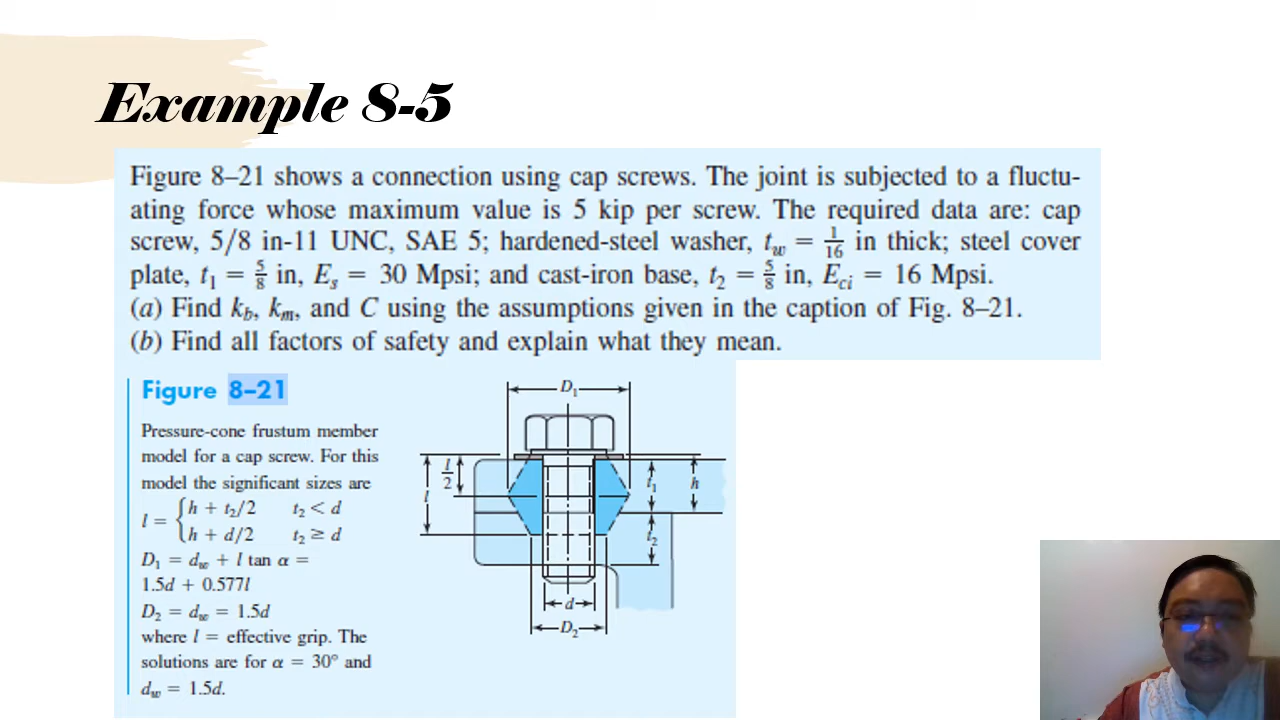 Example 8-5
Figure 8–21 shows a connection using cap screws. The joint is subjected to a fluctu-
ating force whose maximum value is 5 kip per screw. The required data are: cap
screw, 5/8 in-11 UNC, SAE 5; hardened-steel washer, t_w = 1/16 in thick; steel cover
plate, t₁ = 5/8 in, E_s = 30 Mpsi; and cast-iron base, t₂ = 5/8 in, E_ci = 16 Mpsi.
(a) Find k_b, k_m, and C using the assumptions given in the caption of Fig. 8–21.
(b) Find all factors of safety and explain what they mean.
Figure 8–21
Pressure-cone frustum member
model for a cap screw. For this
model the significant sizes are
l = { h + t₂/2 t₂ < d
h + d/2 t₂ ≥ d
D₁ = d_w + l tan α =
1.5d + 0.577l
D₂ = d_w = 1.5d
where l = effective grip. The
solutions are for α = 30° and
d_w = 1.5d.
D₁
l/2
l
t₁
h
t₂
d
D₂